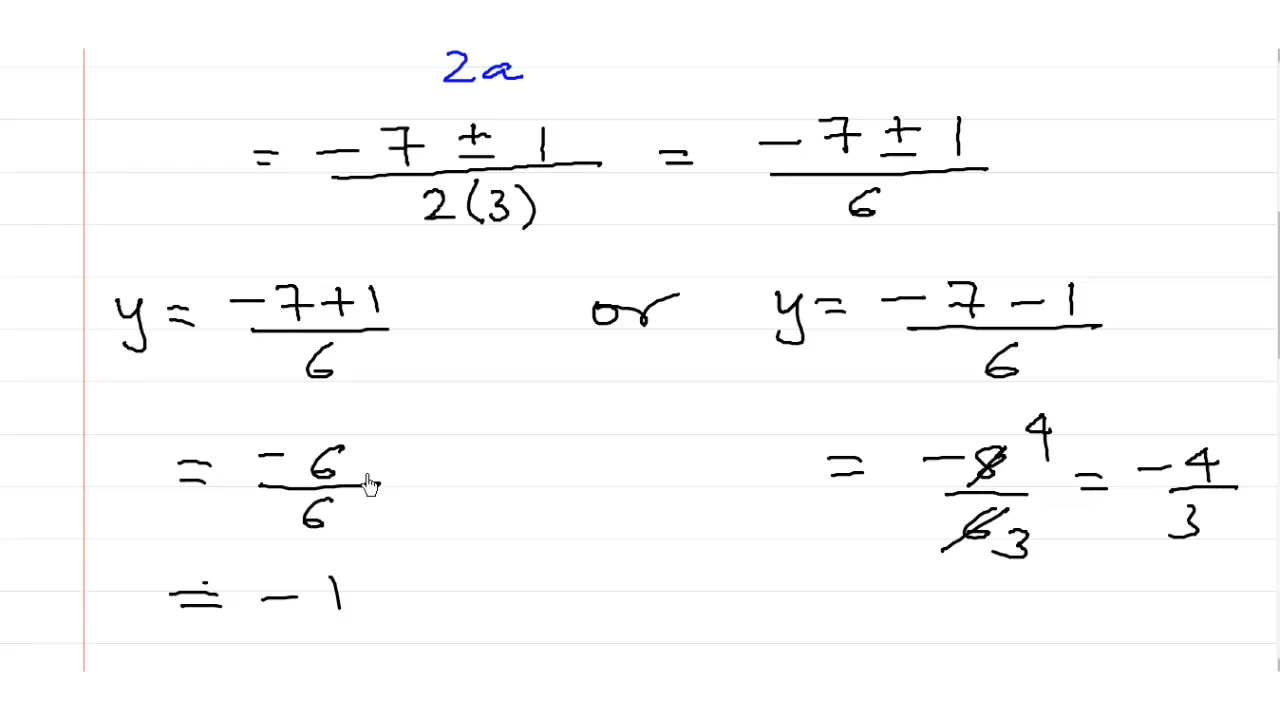 2a
= -7 ± 1 / 2(3) = -7 ± 1 / 6
y = -7+1 / 6 or y = -7-1 / 6
= -6 / 6 = -8 4 / 6 3 = -4 / 3
= -1